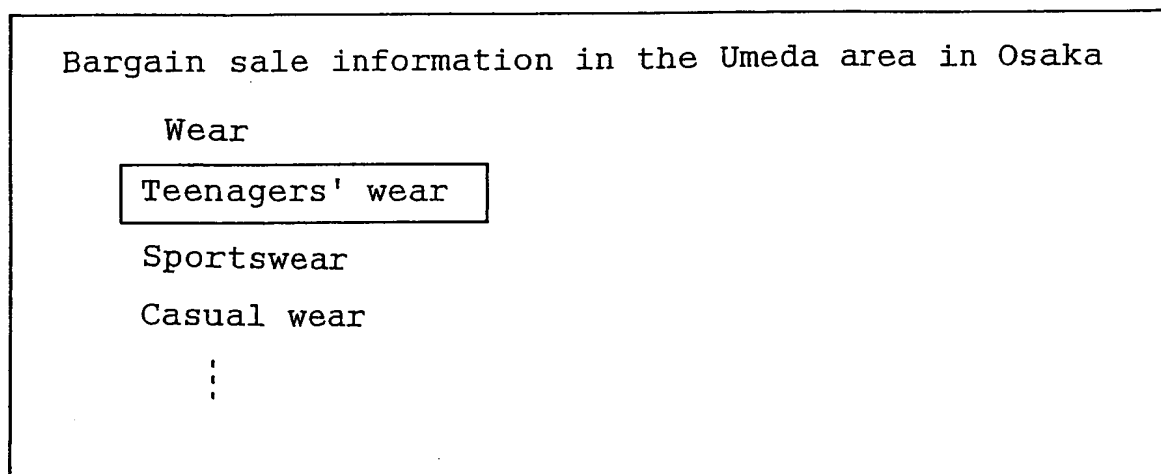 Bargain sale information in the Umeda area in Osaka
Wear
Teenagers' wear
Sportswear
Casual wear